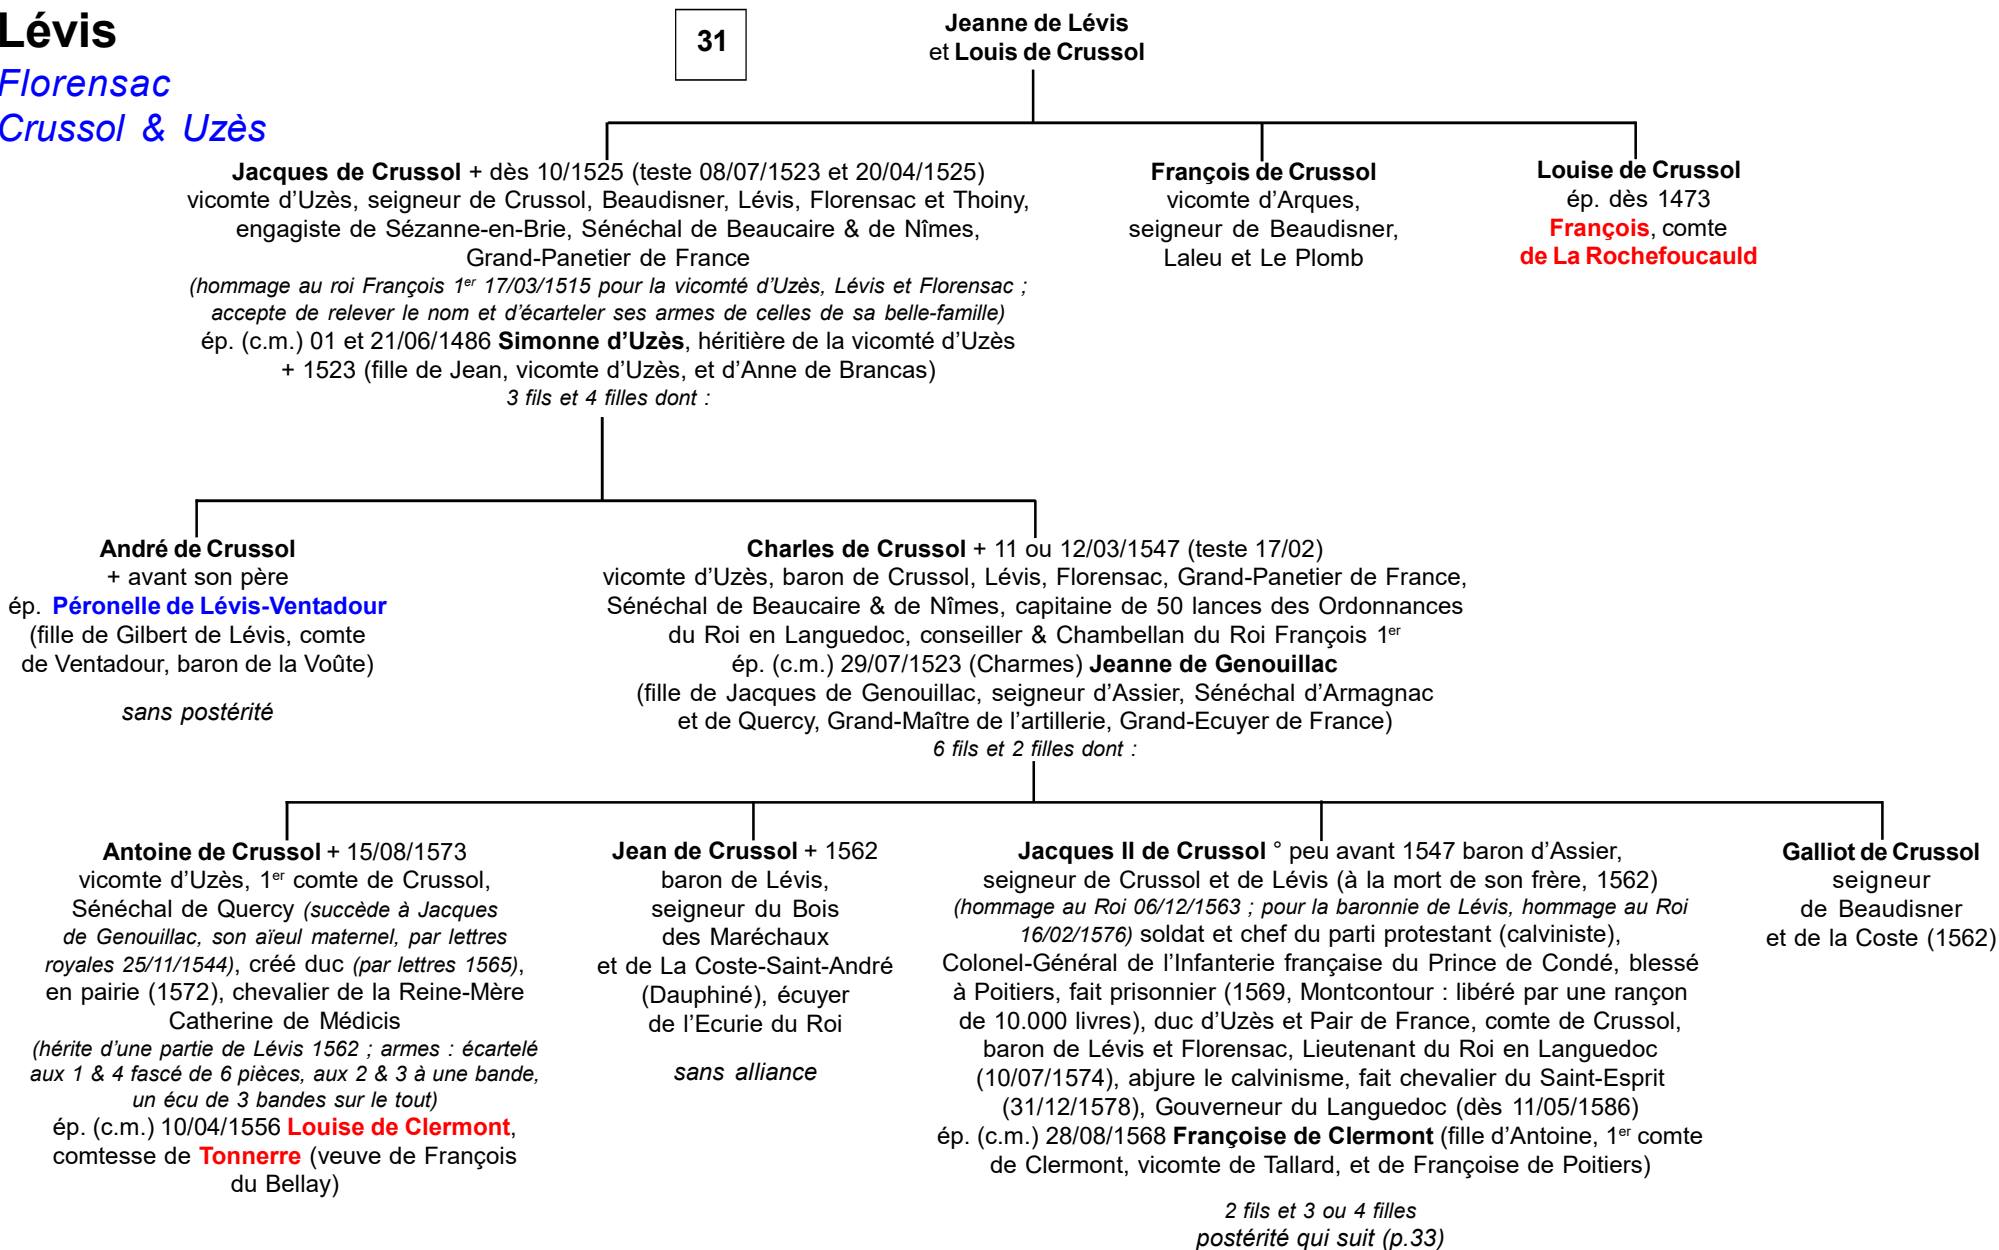 Lévis
Florensac
Crussol & Uzès
31
Jeanne de Lévis
et Louis de Crussol
Jacques de Crussol + dès 10/1525 (teste 08/07/1523 et 20/04/1525)
vicomte d’Uzès, seigneur de Crussol, Beaudisner, Lévis, Florensac et Thoiny,
engagiste de Sézanne-en-Brie, Sénéchal de Beaucaire & de Nîmes,
Grand-Panetier de France
(hommage au roi François 1er 17/03/1515 pour la vicomté d’Uzès, Lévis et Florensac ;
accepte de relever le nom et d’écarteler ses armes de celles de sa belle-famille)
ép. (c.m.) 01 et 21/06/1486 Simonne d’Uzès, héritière de la vicomté d’Uzès
+ 1523 (fille de Jean, vicomte d’Uzès, et d’Anne de Brancas)
3 fils et 4 filles dont :
François de Crussol
vicomte d’Arques,
seigneur de Beaudisner,
Laleu et Le Plomb
Louise de Crussol
ép. dès 1473
François, comte
de La Rochefoucauld
André de Crussol
+ avant son père
ép. Péronelle de Lévis-Ventadour
(fille de Gilbert de Lévis, comte
de Ventadour, baron de la Voûte)
sans postérité
Charles de Crussol + 11 ou 12/03/1547 (teste 17/02)
vicomte d’Uzès, baron de Crussol, Lévis, Florensac, Grand-Panetier de France,
Sénéchal de Beaucaire & de Nîmes, capitaine de 50 lances des Ordonnances
du Roi en Languedoc, conseiller & Chambellan du Roi François 1er
ép. (c.m.) 29/07/1523 (Charmes) Jeanne de Genouillac
(fille de Jacques de Genouillac, seigneur d’Assier, Sénéchal d’Armagnac
et de Quercy, Grand-Maître de l’artillerie, Grand-Ecuyer de France)
6 fils et 2 filles dont :
Antoine de Crussol + 15/08/1573
vicomte d’Uzès, 1er comte de Crussol,
Sénéchal de Quercy (succède à Jacques
de Genouillac, son aïeul maternel, par lettres
royales 25/11/1544), créé duc (par lettres 1565),
en pairie (1572), chevalier de la Reine-Mère
Catherine de Médicis
(hérite d’une partie de Lévis 1562 ; armes : écartelé
aux 1 & 4 fascé de 6 pièces, aux 2 & 3 à une bande,
un écu de 3 bandes sur le tout)
ép. (c.m.) 10/04/1556 Louise de Clermont,
comtesse de Tonnerre (veuve de François
du Bellay)
Jean de Crussol + 1562
baron de Lévis,
seigneur du Bois
des Maréchaux
et de La Coste-Saint-André
(Dauphiné), écuyer
de l’Ecurie du Roi
sans alliance
Jacques II de Crussol ° peu avant 1547 baron d’Assier,
seigneur de Crussol et de Lévis (à la mort de son frère, 1562)
(hommage au Roi 06/12/1563 ; pour la baronnie de Lévis, hommage au Roi
16/02/1576) soldat et chef du parti protestant (calviniste),
Colonel-Général de l’Infanterie française du Prince de Condé, blessé
à Poitiers, fait prisonnier (1569, Montcontour : libéré par une rançon
de 10.000 livres), duc d’Uzès et Pair de France, comte de Crussol,
baron de Lévis et Florensac, Lieutenant du Roi en Languedoc
(10/07/1574), abjure le calvinisme, fait chevalier du Saint-Esprit
(31/12/1578), Gouverneur du Languedoc (dès 11/05/1586)
ép. (c.m.) 28/08/1568 Françoise de Clermont (fille d’Antoine, 1er comte
de Clermont, vicomte de Tallard, et de Françoise de Poitiers)
2 fils et 3 ou 4 filles
postérité qui suit (p.33)
Galliot de Crussol
seigneur
de Beaudisner
et de la Coste (1562)